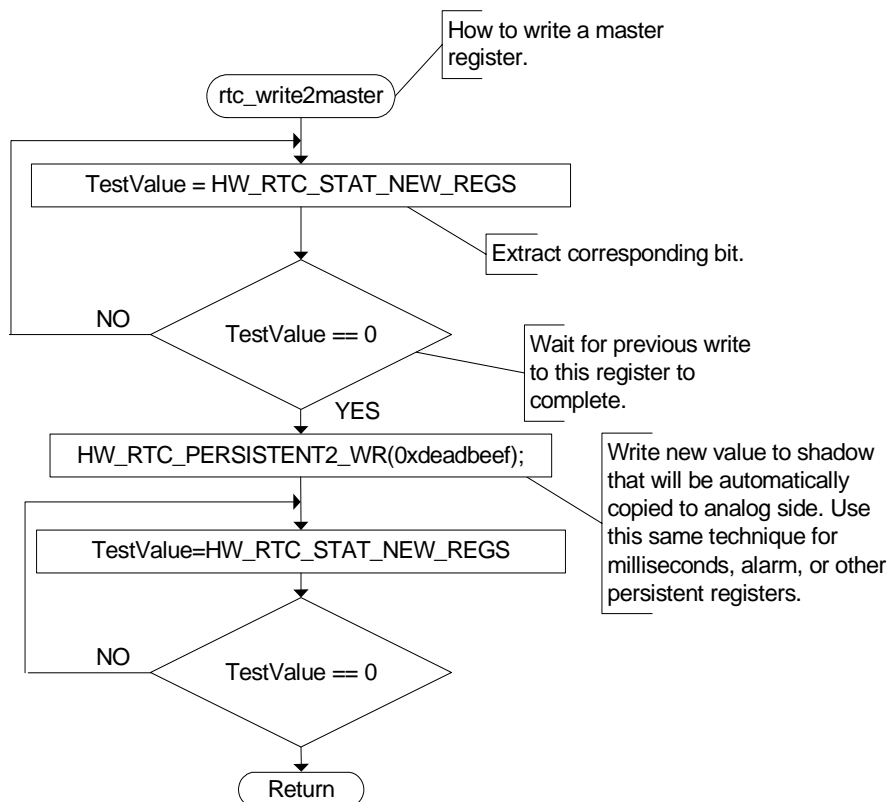 How to write a master
register.
rtc_write2master
TestValue = HW_RTC_STAT_NEW_REGS
Extract corresponding bit.
NO
TestValue == 0
Wait for previous write
to this register to
complete.
YES
HW_RTC_PERSISTENT2_WR(0xdeadbeef);
Write new value to shadow
that will be automatically
copied to analog side. Use
this same technique for
milliseconds, alarm, or other
persistent registers.
TestValue=HW_RTC_STAT_NEW_REGS
NO
TestValue == 0
Return